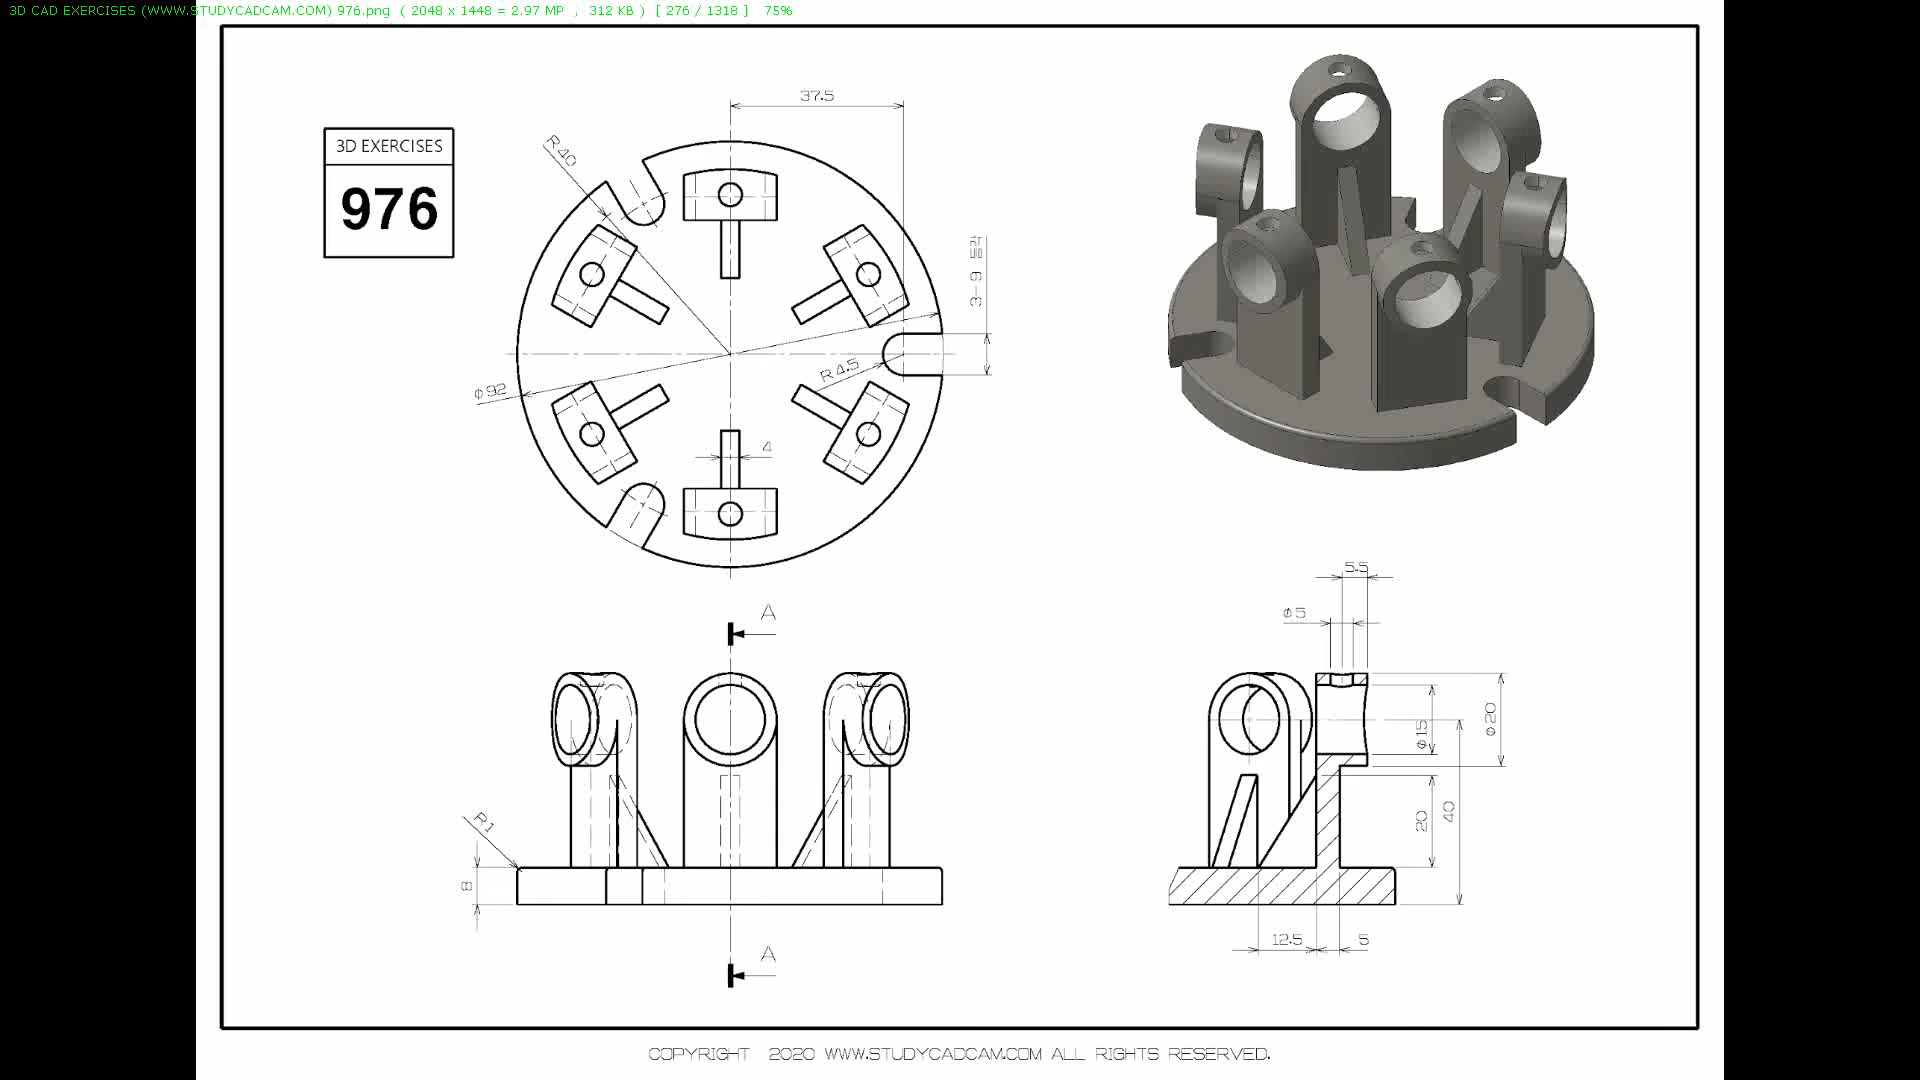 3D CAD EXERCISES (WWW.STUDYCADCAM.COM) 976.png ( 2048 x 1448 = 2.97 MP , 312 KB ) [ 276 / 1318 ] 75%
37.5
R40
3D EXERCISES
976
3-9
R4.5
ϕ92
4
5.5
A
ϕ5
ϕ20
ϕ15
R1
20
40
8
12.5
5
A
COPYRIGHT 2020 WWW.STUDYCADCAM.COM ALL RIGHTS RESERVED.